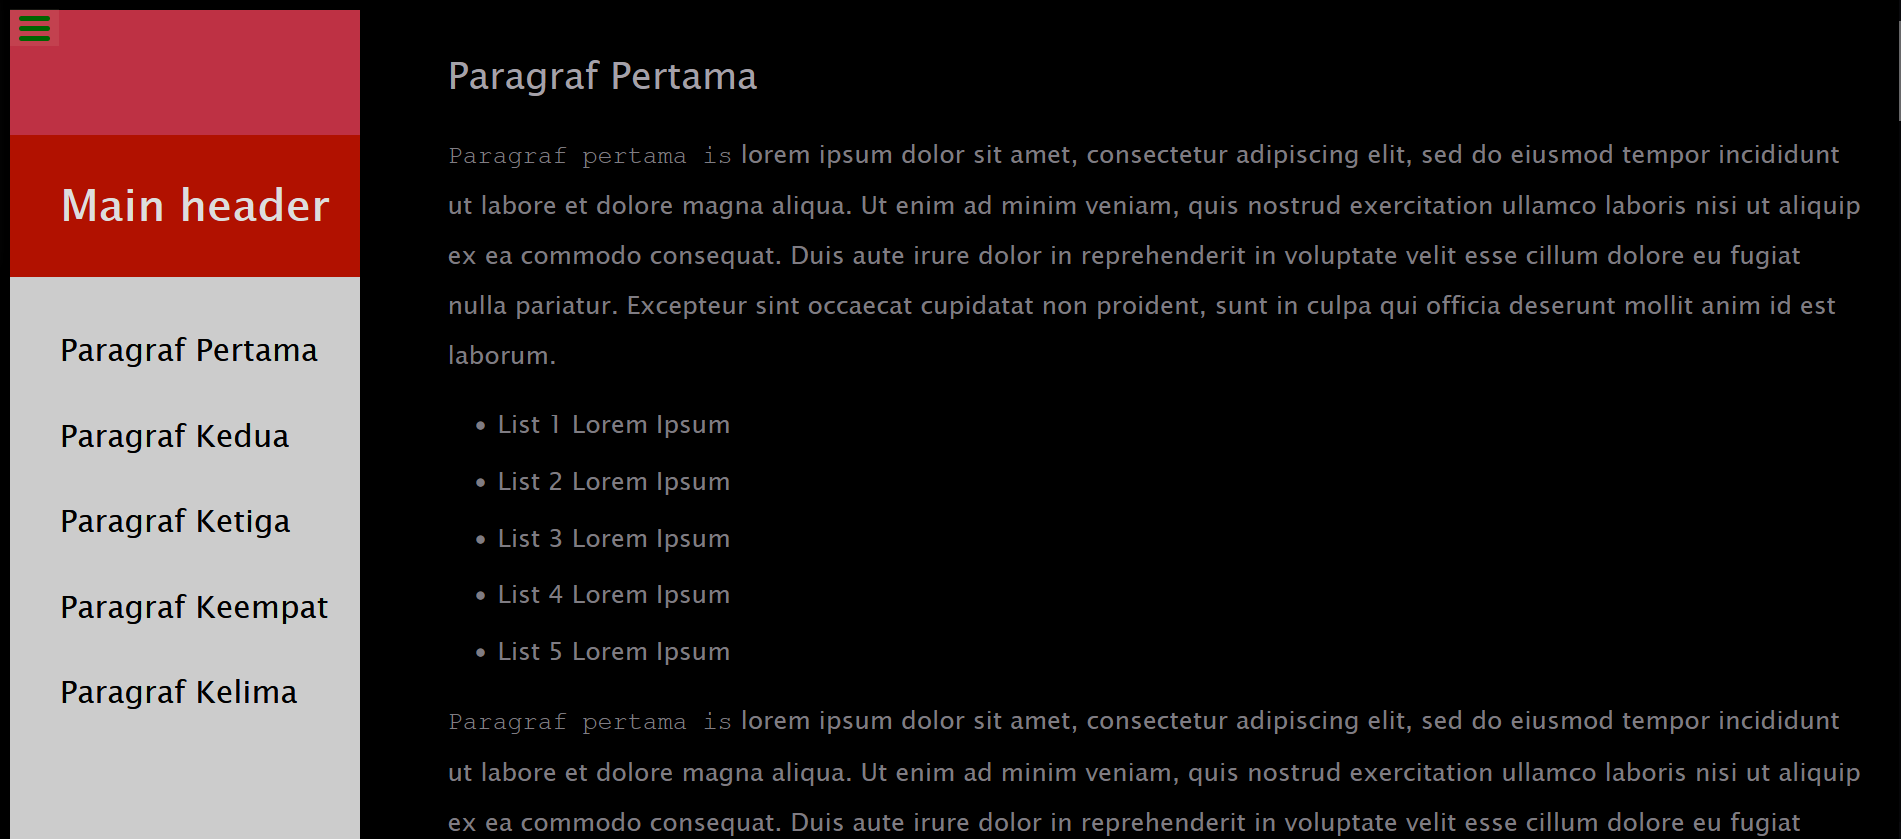 Main header
Paragraf Pertama
Paragraf Kedua
Paragraf Ketiga
Paragraf Keempat
Paragraf Kelima
Paragraf Pertama
Paragraf pertama is lorem ipsum dolor sit amet, consectetur adipiscing elit, sed do eiusmod tempor incididunt
ut labore et dolore magna aliqua. Ut enim ad minim veniam, quis nostrud exercitation ullamco laboris nisi ut aliquip
ex ea commodo consequat. Duis aute irure dolor in reprehenderit in voluptate velit esse cillum dolore eu fugiat
nulla pariatur. Excepteur sint occaecat cupidatat non proident, sunt in culpa qui officia deserunt mollit anim id est
laborum.
• List 1 Lorem Ipsum
• List 2 Lorem Ipsum
• List 3 Lorem Ipsum
• List 4 Lorem Ipsum
• List 5 Lorem Ipsum
Paragraf pertama is lorem ipsum dolor sit amet, consectetur adipiscing elit, sed do eiusmod tempor incididunt
ut labore et dolore magna aliqua. Ut enim ad minim veniam, quis nostrud exercitation ullamco laboris nisi ut aliquip
ex ea commodo consequat. Duis aute irure dolor in reprehenderit in voluptate velit esse cillum dolore eu fugiat